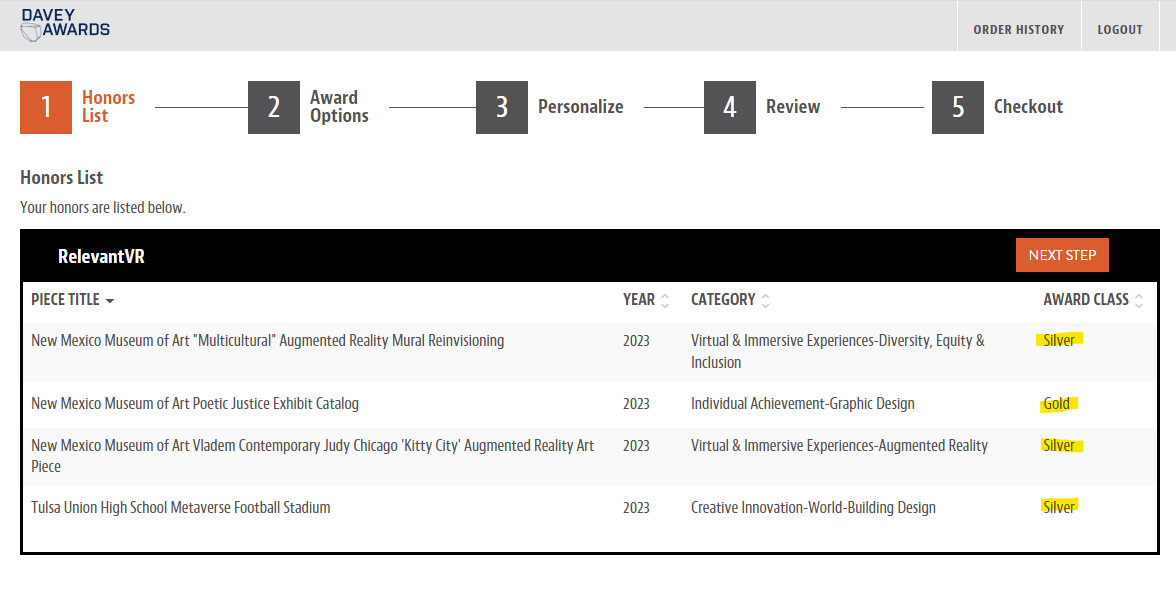 DAVEY
AWARDS
ORDER HISTORY
LOGOUT
1
Honors
List
2
Award
Options
3
Personalize
4
Review
5
Checkout
Honors List
Your honors are listed below.
RelevantVR
NEXT STEP
PIECE TITLE YEAR CATEGORY AWARD CLASS
New Mexico Museum of Art "Multicultural" Augmented Reality Mural Reinvisioning 2023 Virtual & Immersive Experiences-Diversity, Equity & Silver
Inclusion
New Mexico Museum of Art Poetic Justice Exhibit Catalog 2023 Individual Achievement-Graphic Design Gold
New Mexico Museum of Art Vladem Contemporary Judy Chicago 'Kitty City' Augmented Reality Art 2023 Virtual & Immersive Experiences-Augmented Reality Silver
Piece
Tulsa Union High School Metaverse Football Stadium 2023 Creative Innovation-World-Building Design Silver